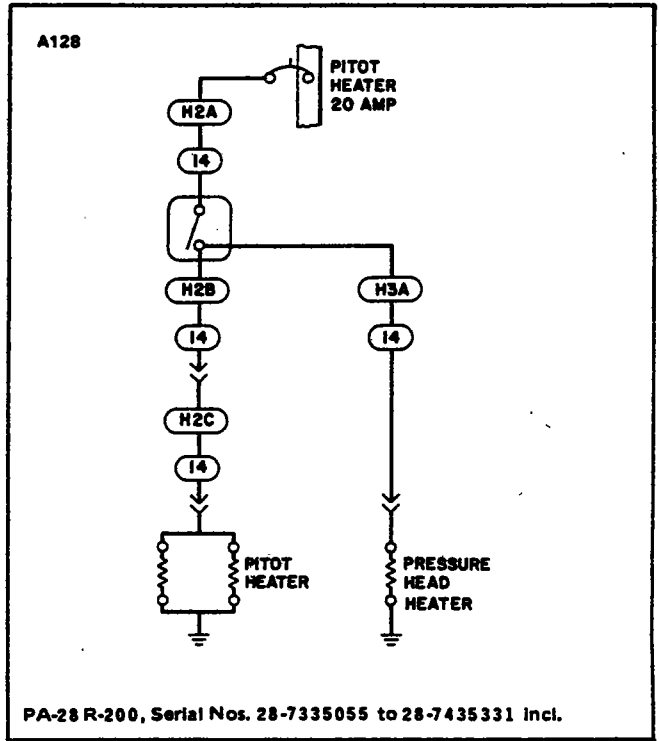 A128
PITOT
HEATER
20 AMP
H2A
14
H2B
H3A
14
14
H2C
14
PITOT
HEATER
PRESSURE
HEAD
HEATER
PA-28 R-200, Serial Nos. 28-7335055 to 28-7435331 incl.